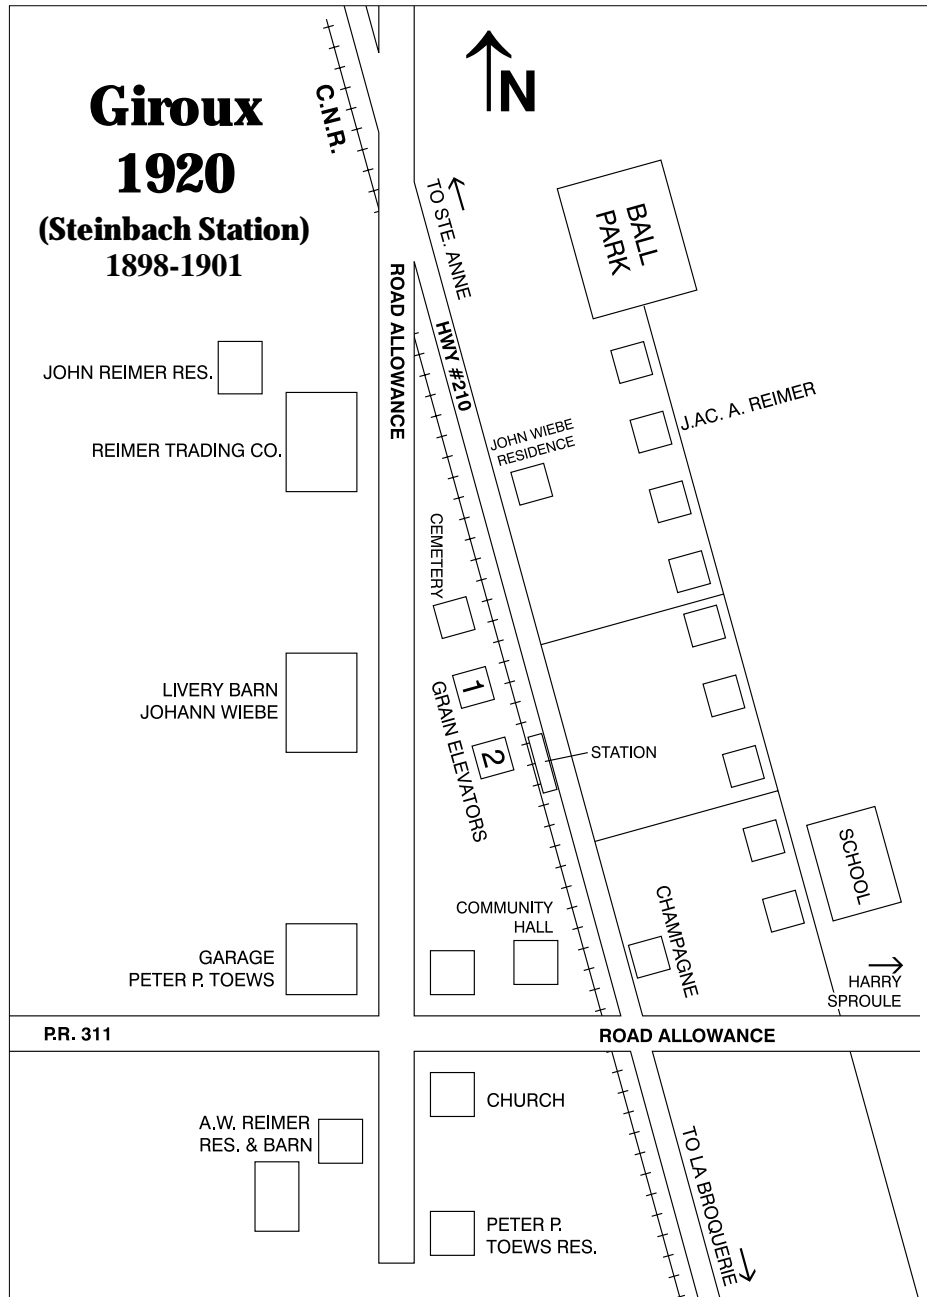 Giroux
1920
(Steinbach Station)
1898-1901
C.N.R.
N
TO STE. ANNE
BALL
PARK
ROAD ALLOWANCE
HWY #210
JOHN REIMER RES.
REIMER TRADING CO.
J.AC. A. REIMER
JOHN WIEBE
RESIDENCE
CEMETERY
LIVERY BARN
JOHANN WIEBE
1
2
GRAIN ELEVATORS
STATION
SCHOOL
COMMUNITY
HALL
CHAMPAGNE
GARAGE
PETER P. TOEWS
HARRY
SPROULE
P.R. 311
ROAD ALLOWANCE
A.W. REIMER
RES. & BARN
CHURCH
TO LA BROQUERIE
PETER P.
TOEWS RES.